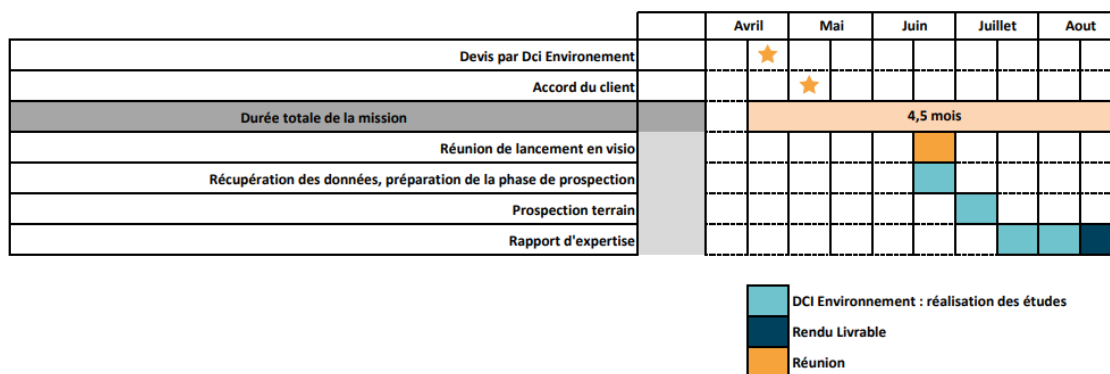 Avril Mai Juin Juillet Aout
Devis par Dci Environement
Accord du client
Durée totale de la mission 4,5 mois
Réunion de lancement en visio
Récupération des données, préparation de la phase de prospection
Prospection terrain
Rapport d'expertise
DCI Environnement : réalisation des études
Rendu Livrable
Réunion